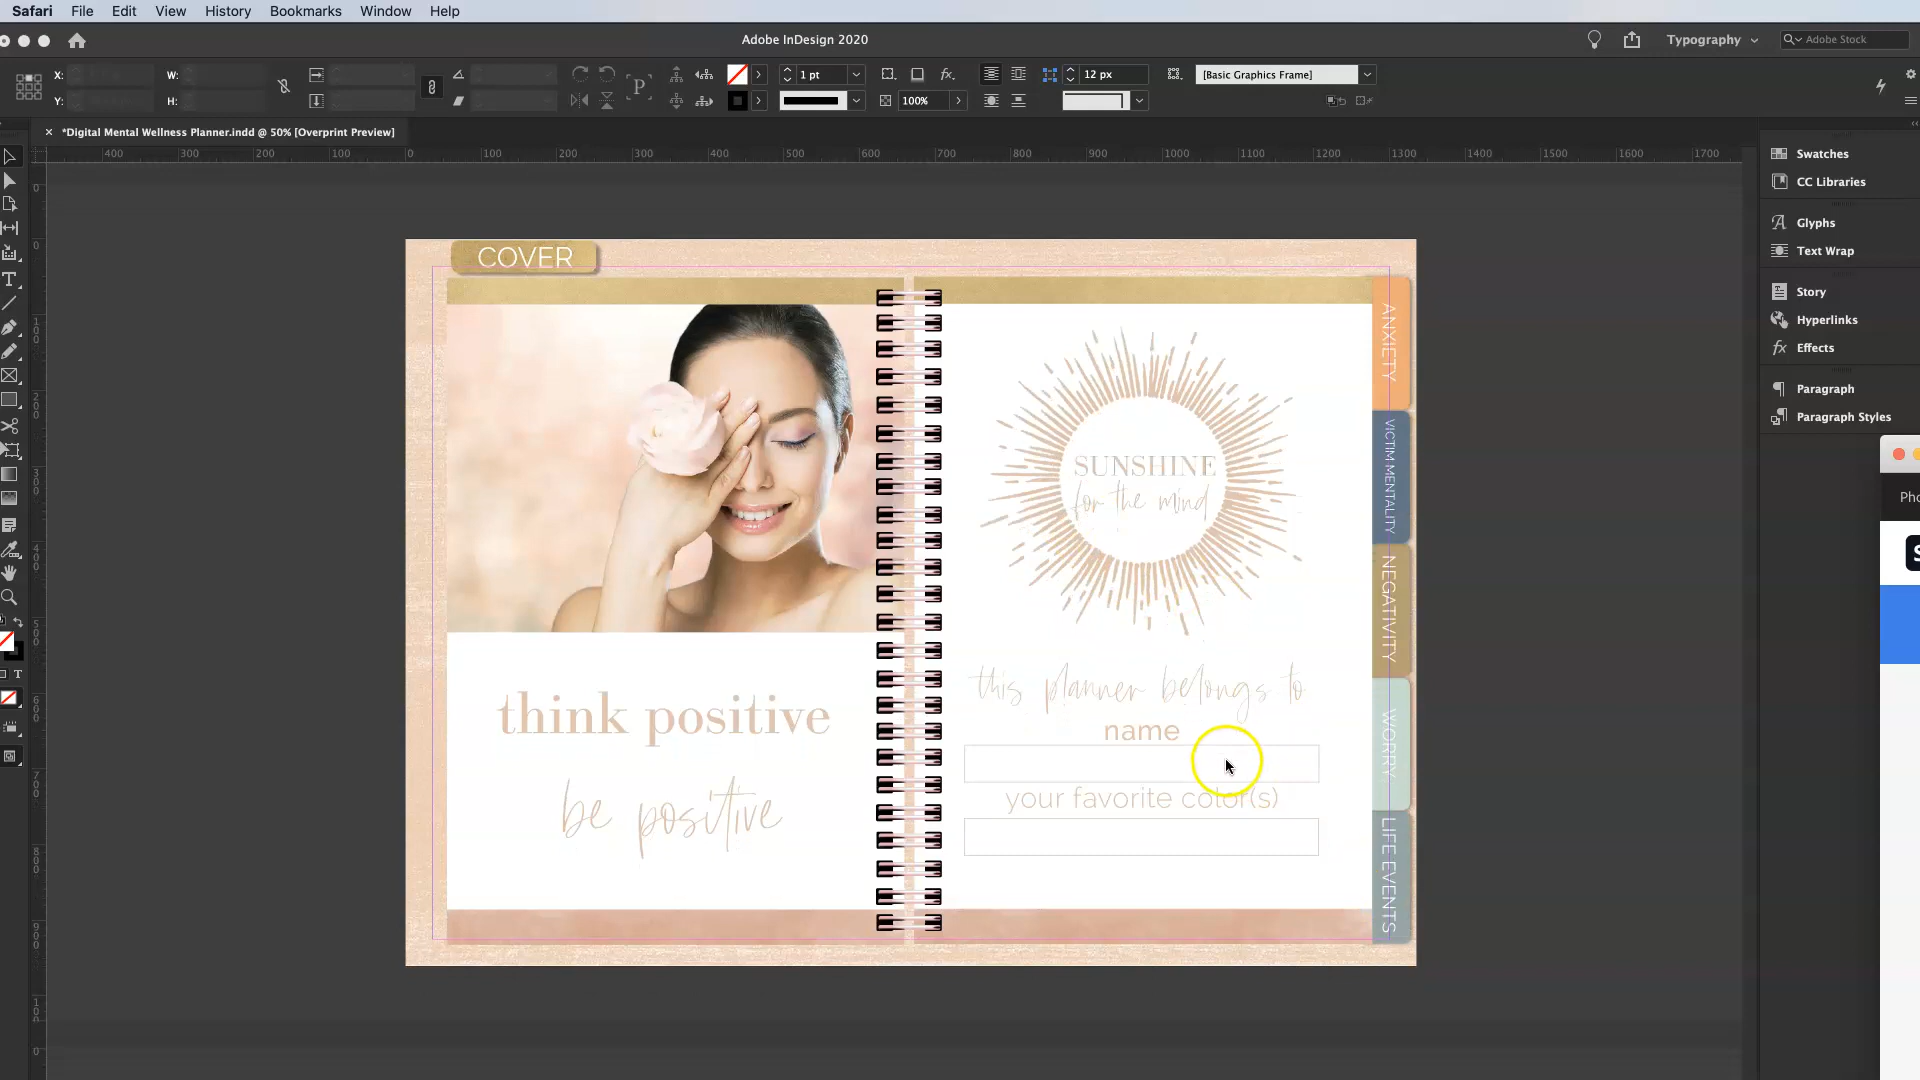 Safari File Edit View History Bookmarks Window Help
Adobe InDesign 2020
Typography
Adobe Stock
X: W: 1 pt 12 px [Basic Graphics Frame]
Y: H: 100%
*Digital Mental Wellness Planner.indd @ 50% [Overprint Preview]
400 300 200 100 0 100 200 300 400 500 600 700 800 900 1000 1100 1200 1300 1400 1500 1600 1700
Swatches
CC Libraries
Glyphs
Text Wrap
Story
Hyperlinks
Effects
Paragraph
Paragraph Styles
COVER
SUNSHINE
for the mind
think positive
be positive
this planner belongs to
name
your favorite color(s)
ANXIETY
VICTIM MENTALITY
NEGATIVITY
WORRY
LIFE EVENTS